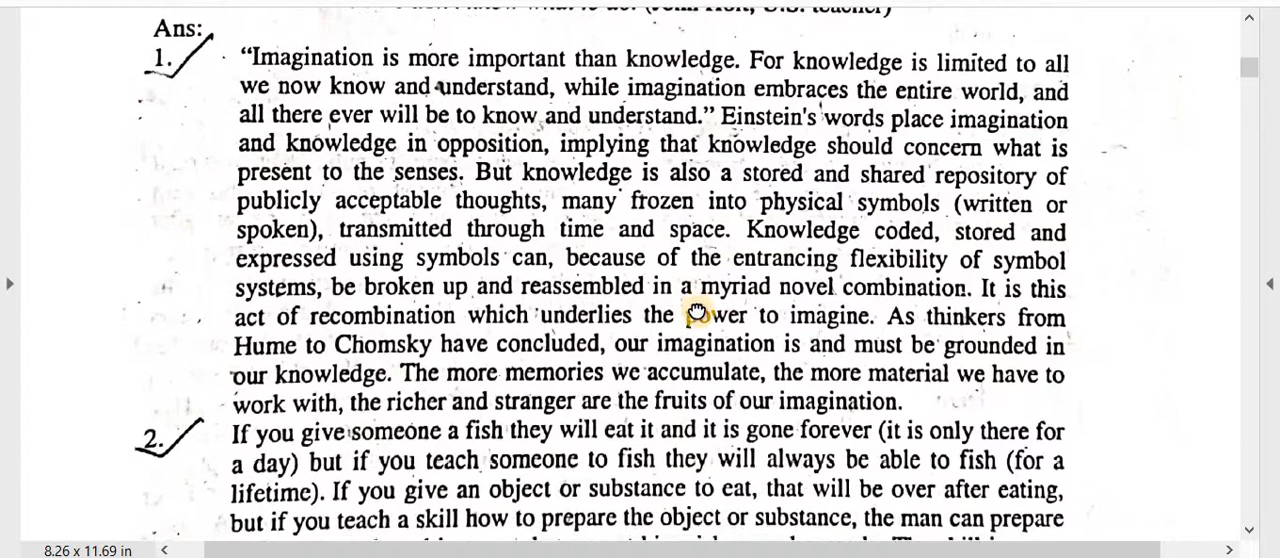 Ans:
1. “Imagination is more important than knowledge. For knowledge is limited to all
we now know and understand, while imagination embraces the entire world, and
all there ever will be to know and understand.” Einstein's words place imagination
and knowledge in opposition, implying that knowledge should concern what is
present to the senses. But knowledge is also a stored and shared repository of
publicly acceptable thoughts, many frozen into physical symbols (written or
spoken), transmitted through time and space. Knowledge coded, stored and
expressed using symbols can, because of the entrancing flexibility of symbol
systems, be broken up and reassembled in a myriad novel combination. It is this
act of recombination which underlies the power to imagine. As thinkers from
Hume to Chomsky have concluded, our imagination is and must be grounded in
our knowledge. The more memories we accumulate, the more material we have to
work with, the richer and stranger are the fruits of our imagination.
2. If you give someone a fish they will eat it and it is gone forever (it is only there for
a day) but if you teach someone to fish they will always be able to fish (for a
lifetime). If you give an object or substance to eat, that will be over after eating,
but if you teach a skill how to prepare the object or substance, the man can prepare
8.26 x 11.69 in